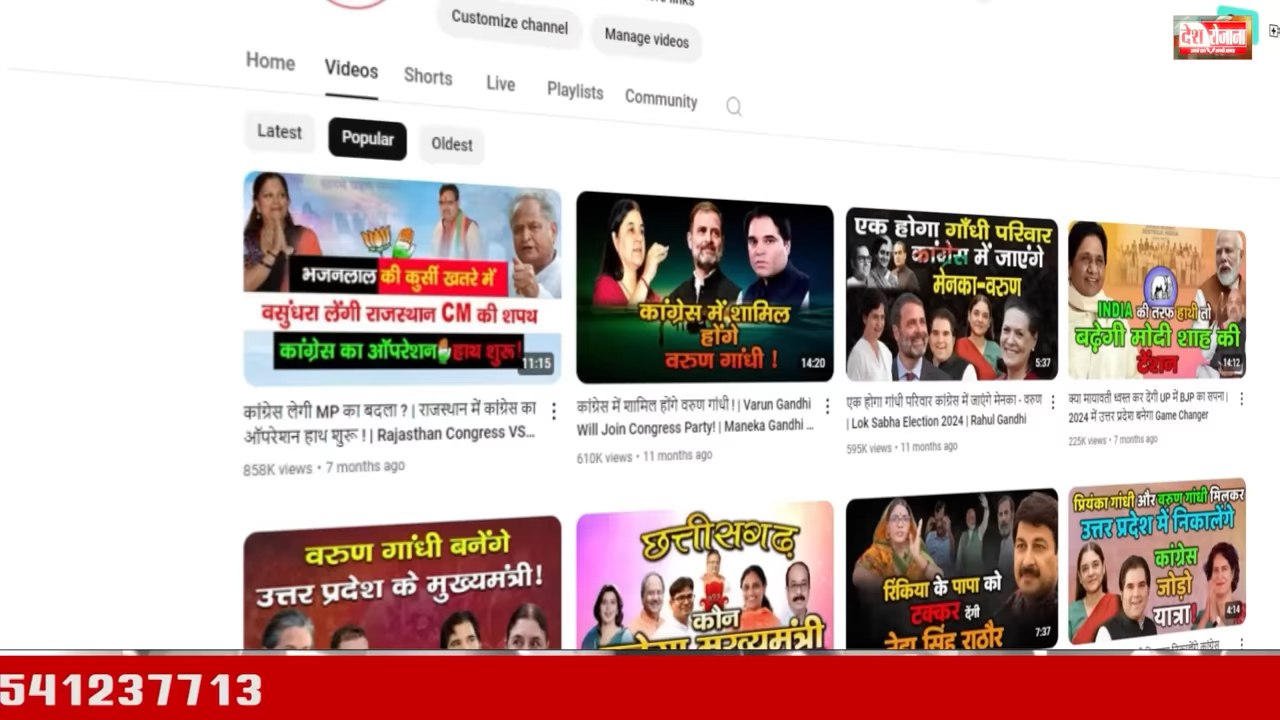 Customize channel
Manage videos
देश रोजाना
Home
Videos
Shorts
Live
Playlists
Community
Latest
Popular
Oldest
भजनलाल की कुर्सी खतरे में
वसुंधरा लेंगी राजस्थान CM की शपथ
कांग्रेस का ऑपरेशन हाथ शुरू!
11:15
कांग्रेस लेगी MP का बदला ? | राजस्थान में कांग्रेस का
ऑपरेशन हाथ शुरू ! | Rajasthan Congress VS...
858K views • 7 months ago
कांग्रेस में शामिल
होंगे
वरुण गांधी !
14:20
कांग्रेस में शामिल होंगे वरुण गांधी ! | Varun Gandhi
Will Join Congress Party! | Maneka Gandhi ...
610K views • 11 months ago
एक होगा गाँधी परिवार
कांग्रेस में जाएंगे
मेनका-वरुण
5:37
एक होगा गांधी परिवार कांग्रेस में जाएंगे मेनका - वरुण
| Lok Sabha Election 2024 | Rahul Gandhi
595K views • 11 months ago
INDIA की तरफ हाथी तो
बढ़ेगी मोदी शाह की
टेंशन
14:12
क्या मायावती ध्वस्त कर देंगी UP में BJP का सपना |
2024 में उत्तर प्रदेश बनेगा Game Changer
225K views • 7 months ago
वरुण गांधी बनेंगे
उत्तर प्रदेश के मुख्यमंत्री!
छत्तीसगढ़
कौन
मुख्यमंत्री
रिंकिया के पापा को
टक्कर देंगी
नेहा सिंह राठौर
7:37
प्रियंका गांधी और वरुण गांधी मिलकर
उत्तर प्रदेश में निकालेंगे
कांग्रेस
जोड़ो
यात्रा!
4:14
541237713